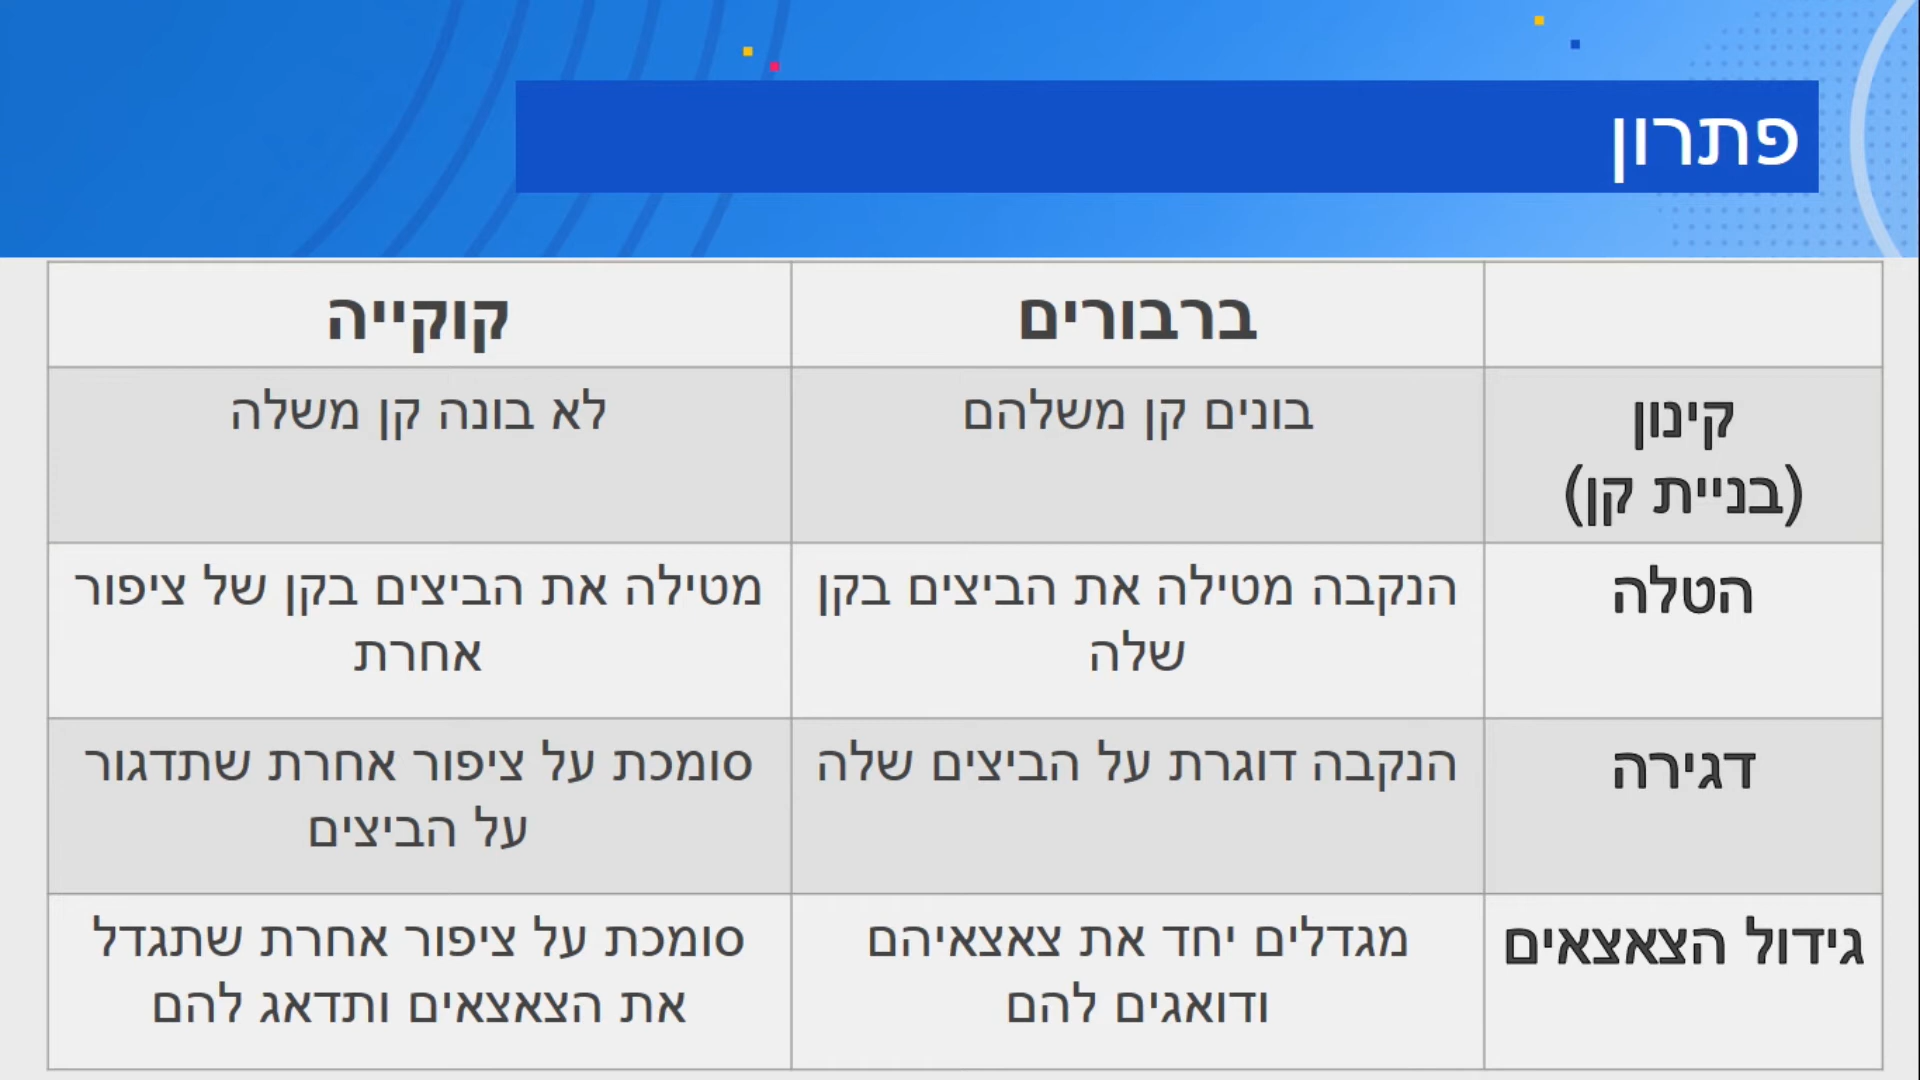 פתרון
ברבורים
קוקייה
קינון
(בניית קן)
בונים קן משלהם
לא בונה קן משלה
הטלה
הנקבה מטילה את הביצים בקן
שלה
מטילה את הביצים בקן של ציפור
אחרת
דגירה
הנקבה דוגרת על הביצים שלה
סומכת על ציפור אחרת שתדגור
על הביצים
גידול הצאצאים
מגדלים יחד את צאצאיהם
ודואגים להם
סומכת על ציפור אחרת שתגדל
את הצאצאים ותדאג להם